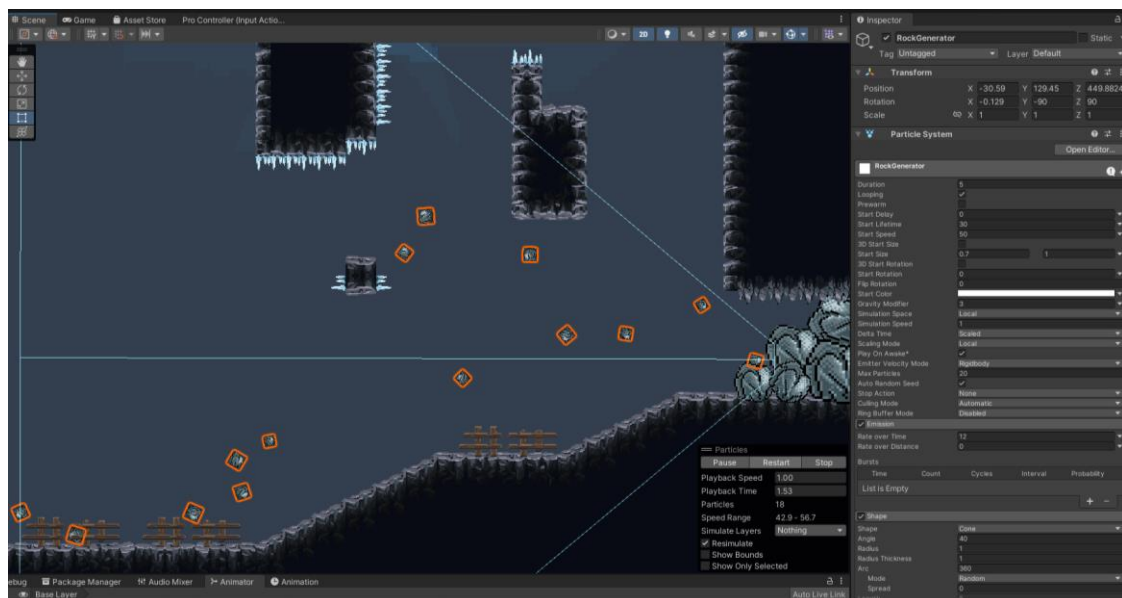 Scene Game Asset Store Pro Controller (Input Actio...
2D
Particles
Pause Restart Stop
Playback Speed 1.00
Playback Time 1.53
Particles 18
Speed Range 42.9 - 56.7
Simulate Layers Nothing
Resimulate
Show Bounds
Show Only Selected
ebug Package Manager Audio Mixer Animator Animation
Base Layer Auto Live Link
Inspector
RockGenerator Static
Tag Untagged Layer Default
Transform
Position X -30.59 Y 129.45 Z 449.8824
Rotation X -0.129 Y -90 Z 90
Scale X 1 Y 1 Z 1
Particle System
Open Editor...
RockGenerator
Duration 5
Looping
Prewarm
Start Delay 0
Start Lifetime 30
Start Speed 50
3D Start Size
Start Size 0.7 1
3D Start Rotation
Start Rotation 0
Flip Rotation 0
Start Color
Gravity Modifier 3
Simulation Space Local
Simulation Speed 1
Delta Time Scaled
Scaling Mode Local
Play On Awake*
Emitter Velocity Mode Rigidbody
Max Particles 20
Auto Random Seed
Stop Action None
Culling Mode Automatic
Ring Buffer Mode Disabled
Emission
Rate over Time 12
Rate over Distance 0
Bursts
Time Count Cycles Interval Probability
List is Empty
Shape
Shape Cone
Angle 40
Radius 1
Radius Thickness 1
Arc 360
Mode Random
Spread 0